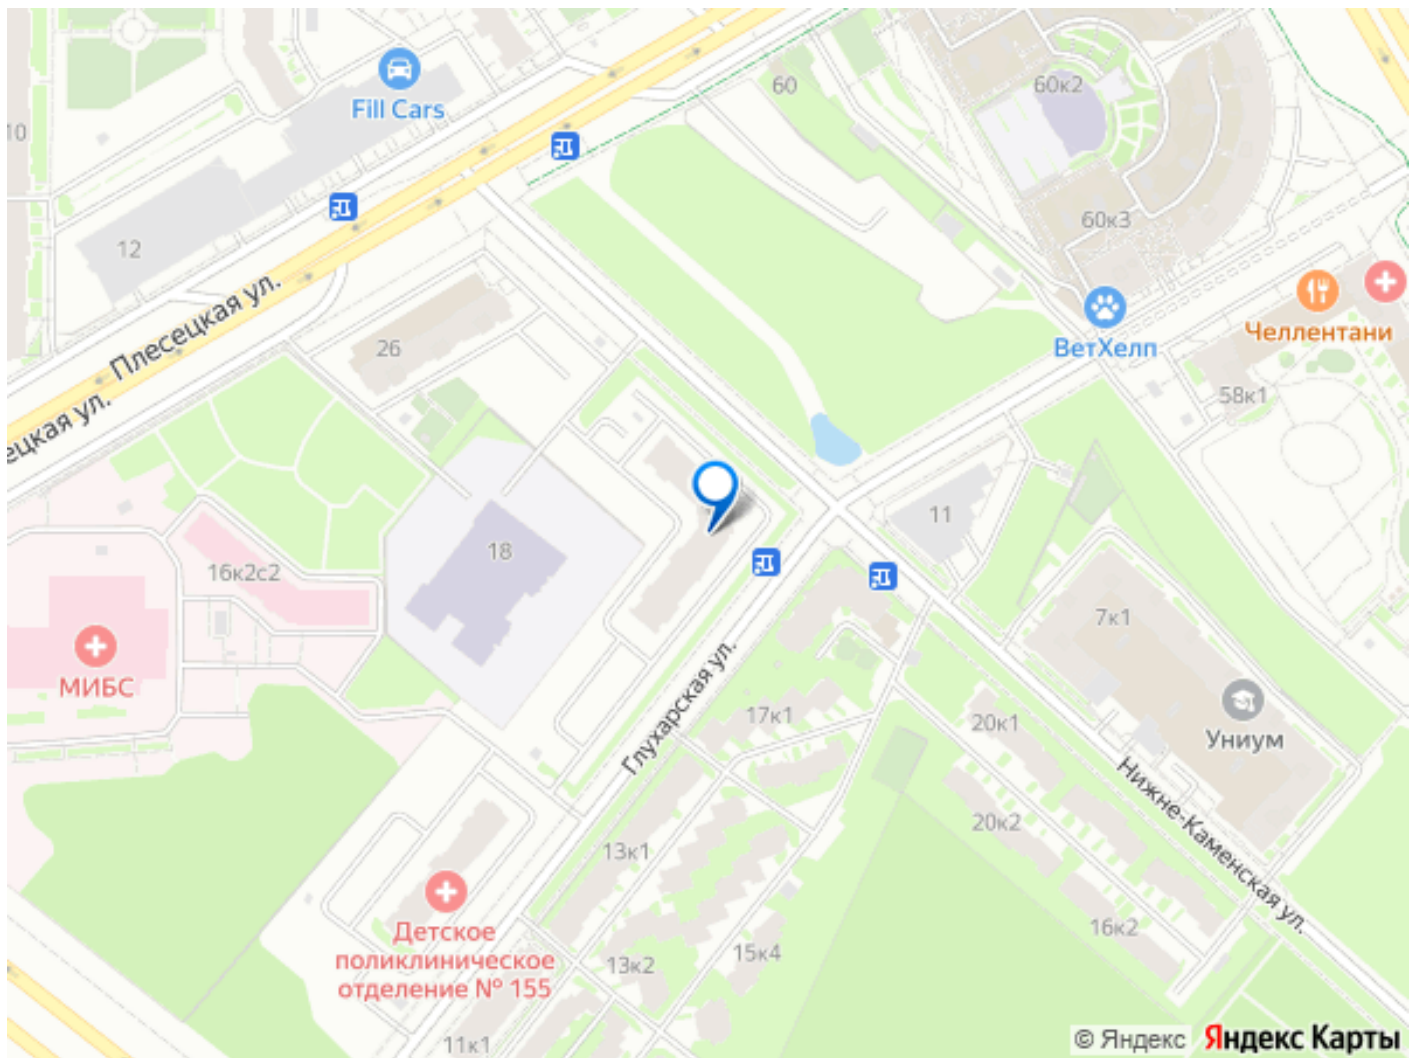 10
Fill Cars
60
60к2
12
60к3
Плесецкая ул.
ецкая ул.
26
ВетХелп
Челлентани
58к1
18
11
16к2с2
7к1
МИБС
Глухарская ул.
17к1
20к1
Униум
Нижне-Каменская ул.
20к2
13к1
Детское
поликлиническое
отделение № 155
13к2
15к4
16к2
11к1
© Яндекс Яндекс Карты